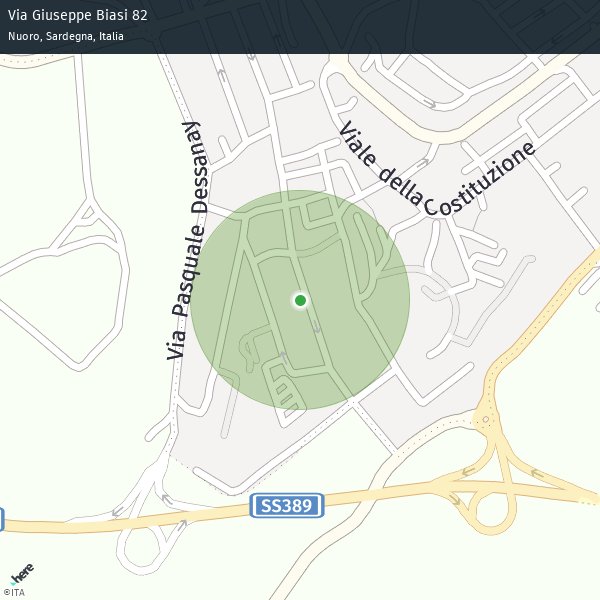 Via Giuseppe Biasi 82
Nuoro, Sardegna, Italia
Viale della Costituzione
Via Pasquale Dessanay
SS389
here
©ITA